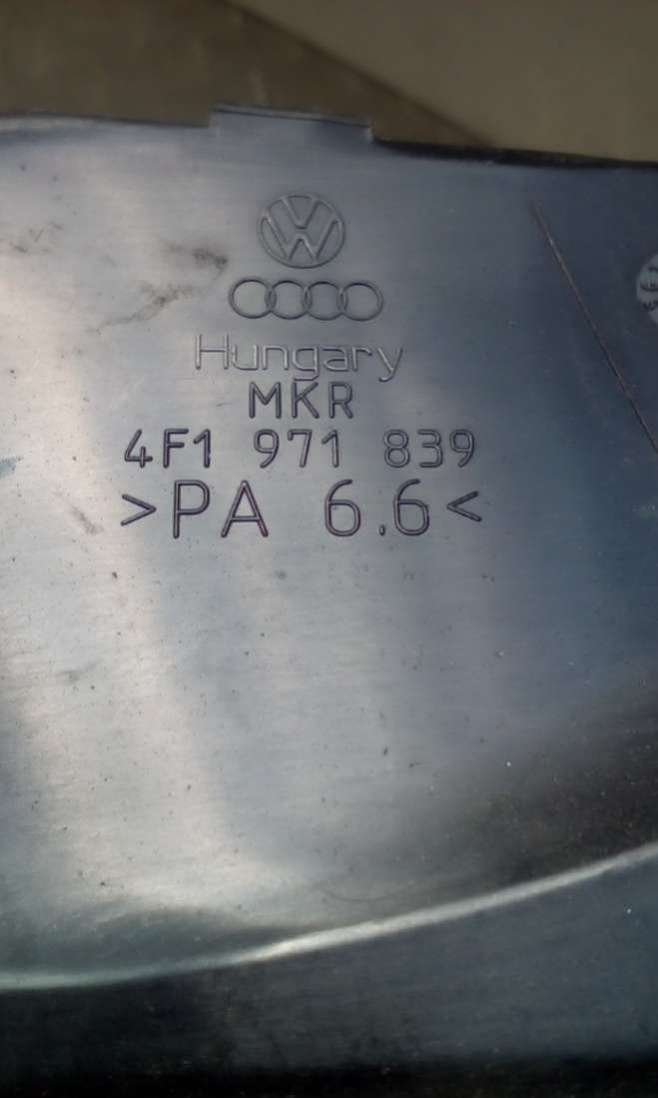 Hungary
MKR
4F1 971 839
>PA 6.6<